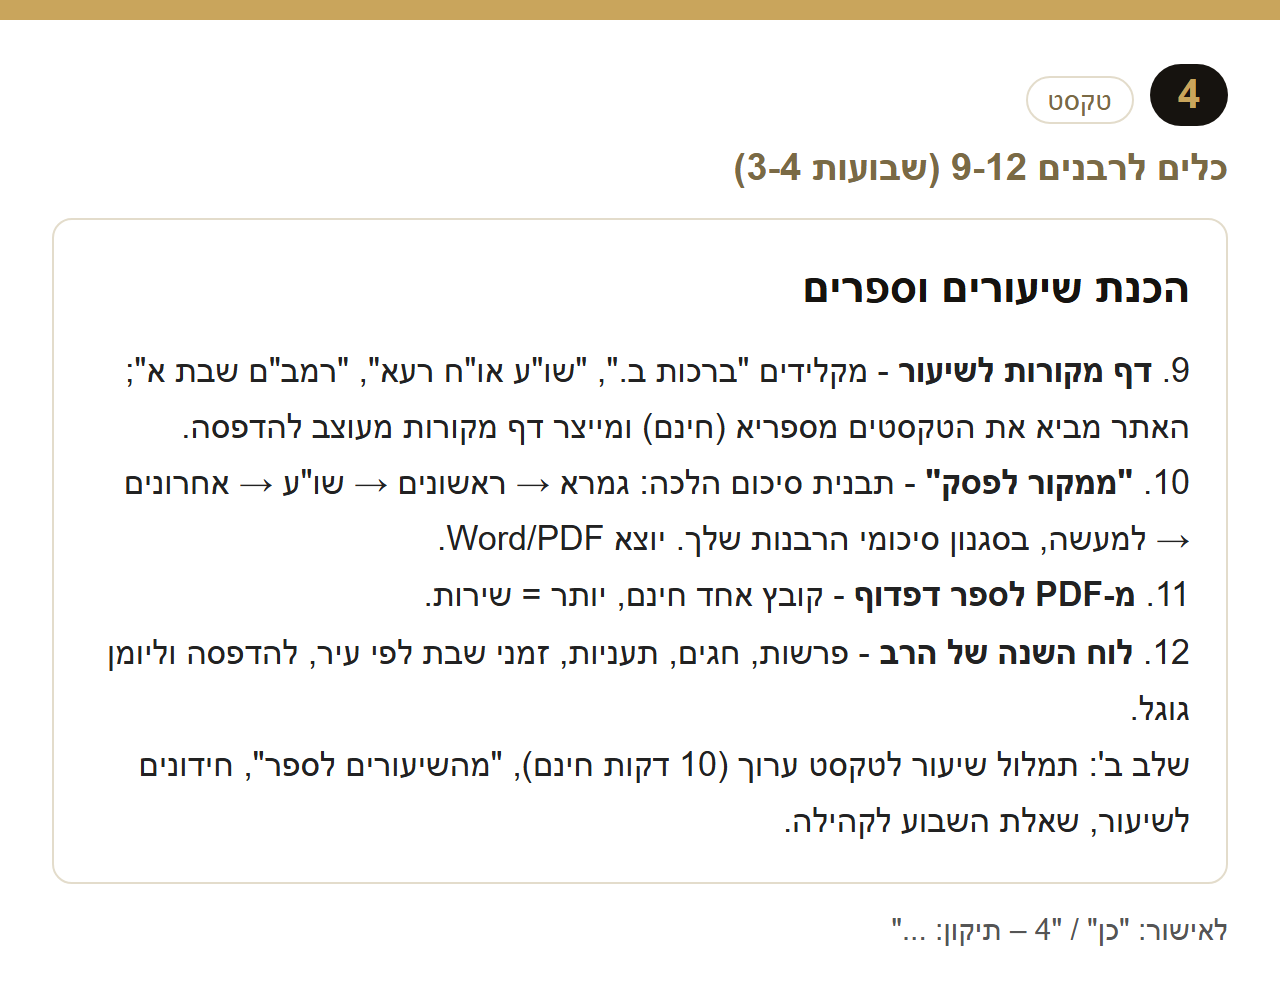 4
טקסט
כלים לרבנים 9-12 (שבועות 3-4)
הכנת שיעורים וספרים
9. דף מקורות לשיעור - מקלידים "ברכות ב.", "שו"ע או"ח רעא", "רמב"ם שבת א";
האתר מביא את הטקסטים מספריא (חינם) ומייצר דף מקורות מעוצב להדפסה.
10. "ממקור לפסק" - תבנית סיכום הלכה: גמרא → ראשונים → שו"ע → אחרונים
→ למעשה, בסגנון סיכומי הרבנות שלך. יוצא Word/PDF.
11. מ-PDF לספר דפדוף - קובץ אחד חינם, יותר = שירות.
12. לוח השנה של הרב - פרשות, חגים, תעניות, זמני שבת לפי עיר, להדפסה וליומן
גוגל.
שלב ב': תמלול שיעור לטקסט ערוך (10 דקות חינם), "מהשיעורים לספר", חידונים
לשיעור, שאלת השבוע לקהילה.
לאישור: "כן" / "4 – תיקון: ..."